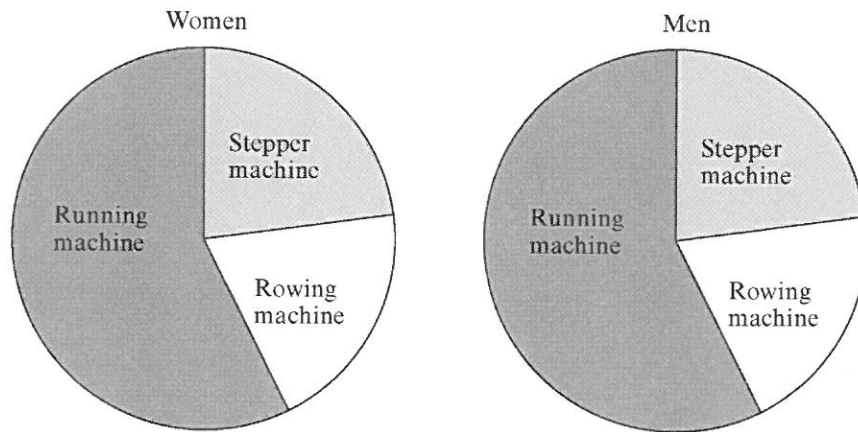 Women
Stepper
machine
Running
machine
Rowing
machine
Men
Stepper
machine
Running
machine
Rowing
machine